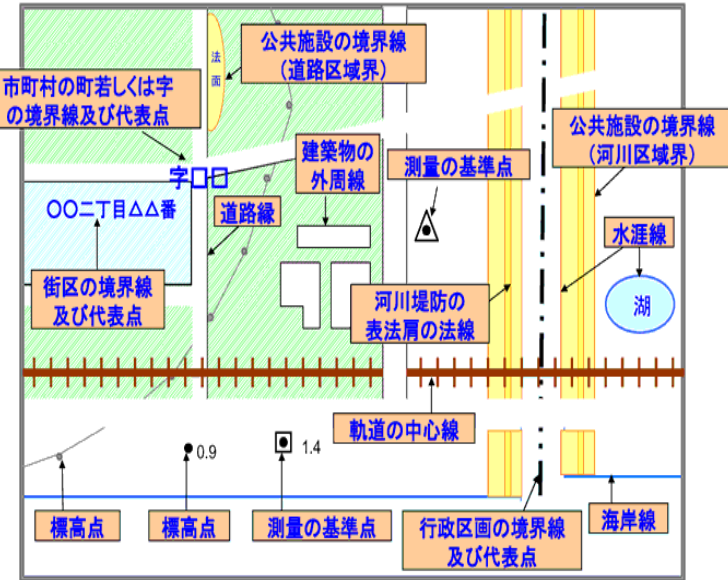 公共施設の境界線
（道路区域界）
法
面
市町村の町若しくは字
の境界線及び代表点
公共施設の境界線
（河川区域界）
建築物の
外周線
測量の基準点
字口口
〇〇二丁目△△番
道路縁
水涯線
街区の境界線
及び代表点
河川堤防の
表法肩の法線
湖
軌道の中心線
0.9
1.4
標高点
標高点
測量の基準点
行政区画の境界線
及び代表点
海岸線